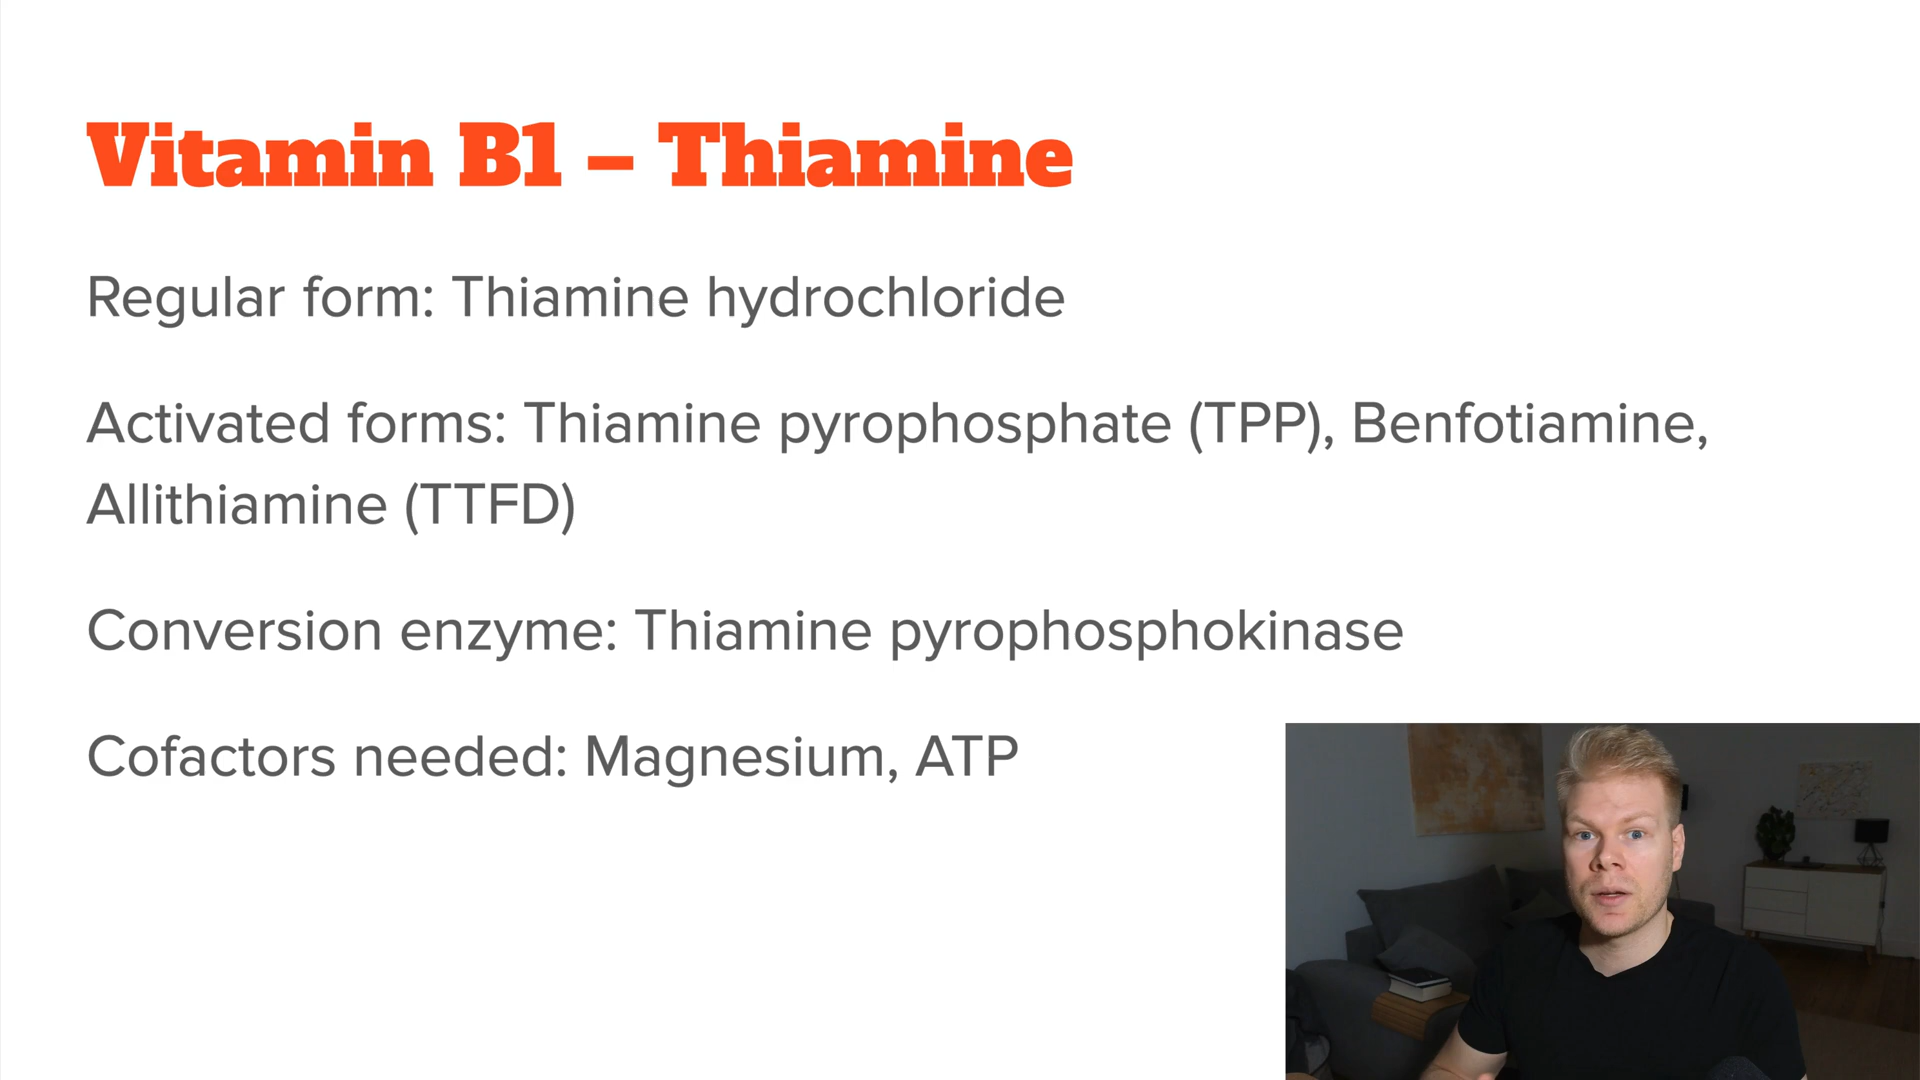 Vitamin B1 – Thiamine
Regular form: Thiamine hydrochloride
Activated forms: Thiamine pyrophosphate (TPP), Benfotiamine,
Allithiamine (TTFD)
Conversion enzyme: Thiamine pyrophosphokinase
Cofactors needed: Magnesium, ATP